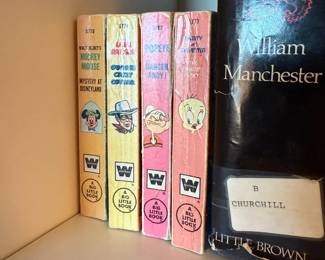 WALT DISNEY'S
MICKEY
MOUSE
MYSTERY AT
DISNEYLAND
W
A
BIG
LITTLE
BOOK
W
A
BIG
LITTLE
BOOK
POPEYE
W
A
BIG
LITTLE
BOOK
W
A
BIG
LITTLE
BOOK
William
Manchester
B
CHURCHILL
LITTLE BROWN